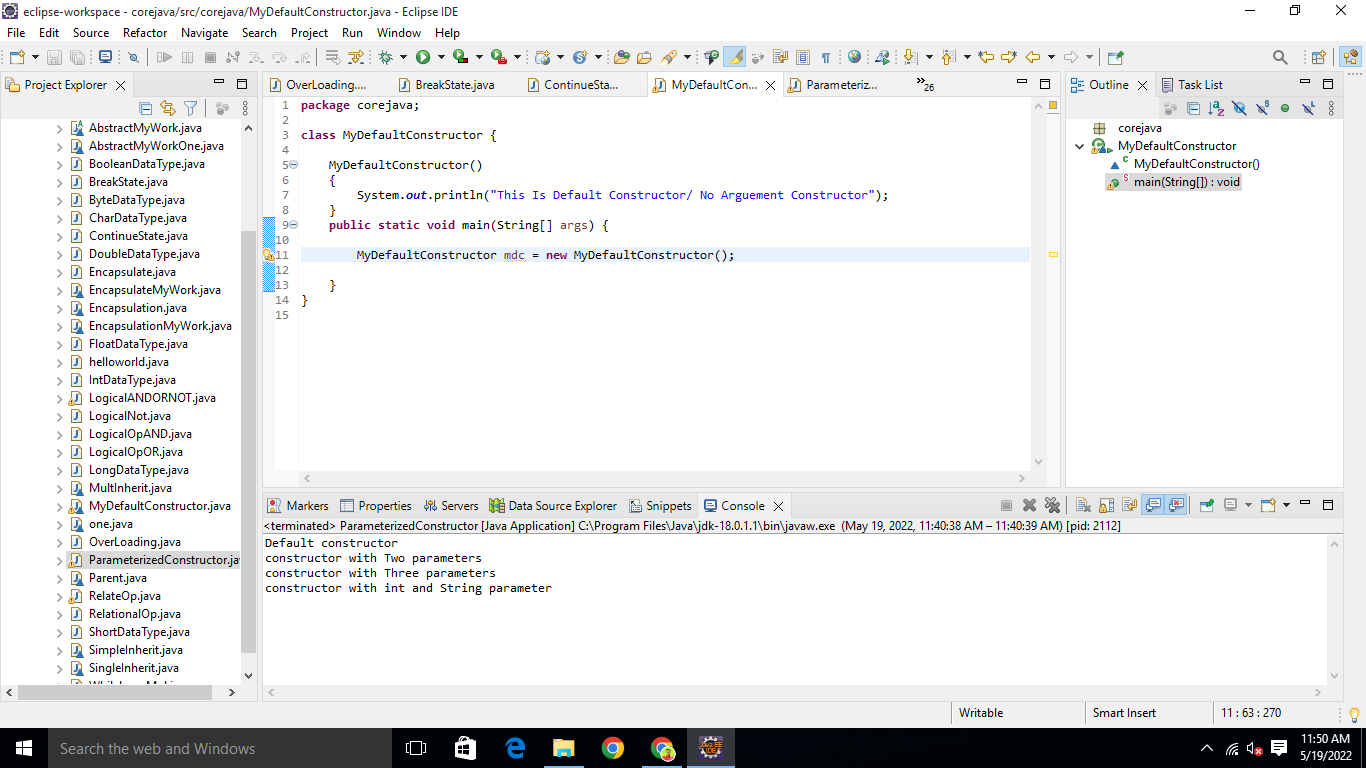 eclipse-workspace - corejava/src/corejava/MyDefaultConstructor.java - Eclipse IDE
File Edit Source Refactor Navigate Search Project Run Window Help
Project Explorer
AbstractMyWork.java
AbstractMyWorkOne.java
BooleanDataType.java
BreakState.java
ByteDataType.java
CharDataType.java
ContinueState.java
DoubleDataType.java
Encapsulate.java
EncapsulateMyWork.java
Encapsulation.java
EncapsulationMyWork.java
FloatDataType.java
helloworld.java
IntDataType.java
LogicalANDORNOT.java
LogicalNot.java
LogicalOpAND.java
LogicalOpOR.java
LongDataType.java
MultInherit.java
MyDefaultConstructor.java
one.java
OverLoading.java
ParameterizedConstructor.jav
Parent.java
RelateOp.java
RelationalOp.java
ShortDataType.java
SimpleInherit.java
SingleInherit.java
OverLoading.... BreakState.java ContinueSta... MyDefaultCon... Parameteriz... 26
1 package corejava;
2
3 class MyDefaultConstructor {
4
5 MyDefaultConstructor()
6 {
7 System.out.println("This Is Default Constructor/ No Arguement Constructor");
8 }
9 public static void main(String[] args) {
10
11 MyDefaultConstructor mdc = new MyDefaultConstructor();
12
13 }
14 }
15
Outline Task List
corejava
MyDefaultConstructor
MyDefaultConstructor()
main(String[]) : void
Markers Properties Servers Data Source Explorer Snippets Console
<terminated> ParameterizedConstructor [Java Application] C:\Program Files\Java\jdk-18.0.1.1\bin\javaw.exe (May 19, 2022, 11:40:38 AM – 11:40:39 AM) [pid: 2112]
Default constructor
constructor with Two parameters
constructor with Three parameters
constructor with int and String parameter
Writable Smart Insert 11 : 63 : 270
Search the web and Windows
11:50 AM
5/19/2022